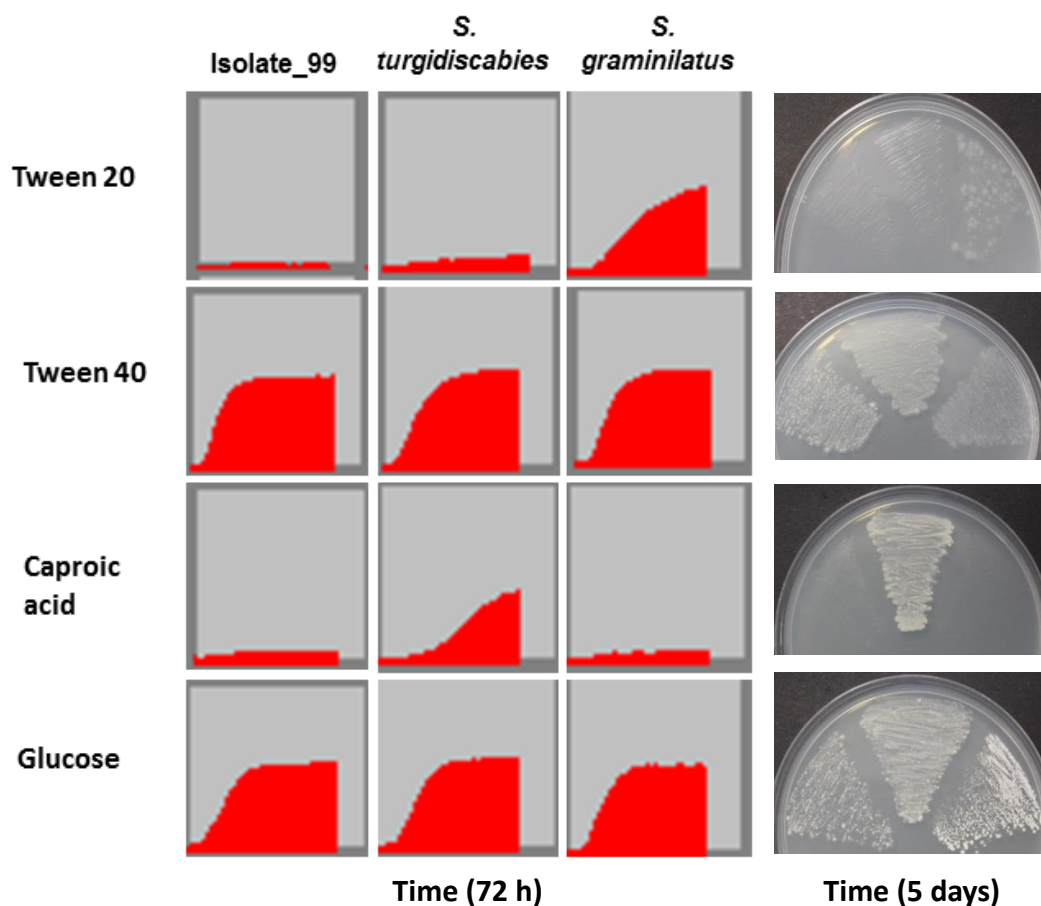 Isolate_99
S.
turgidiscabies
S.
graminilatus
Tween 20
Tween 40
Caproic
acid
Glucose
Time (72 h)
Time (5 days)